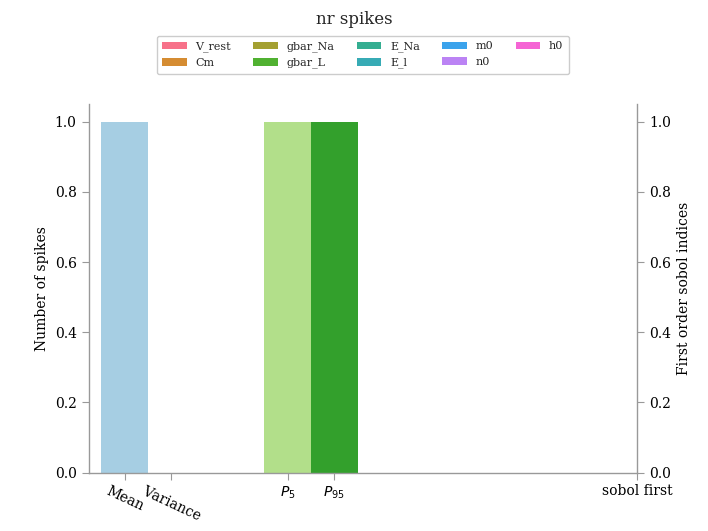 nr spikes
V_rest gbar_Na E_Na m0 h0
Cm gbar_L E_l n0
1.0 1.0
0.8 0.8
0.6 0.6
0.4 0.4
0.2 0.2
0.0 0.0
Number of spikes
First order sobol indices
Mean Variance P5 P95 sobol first